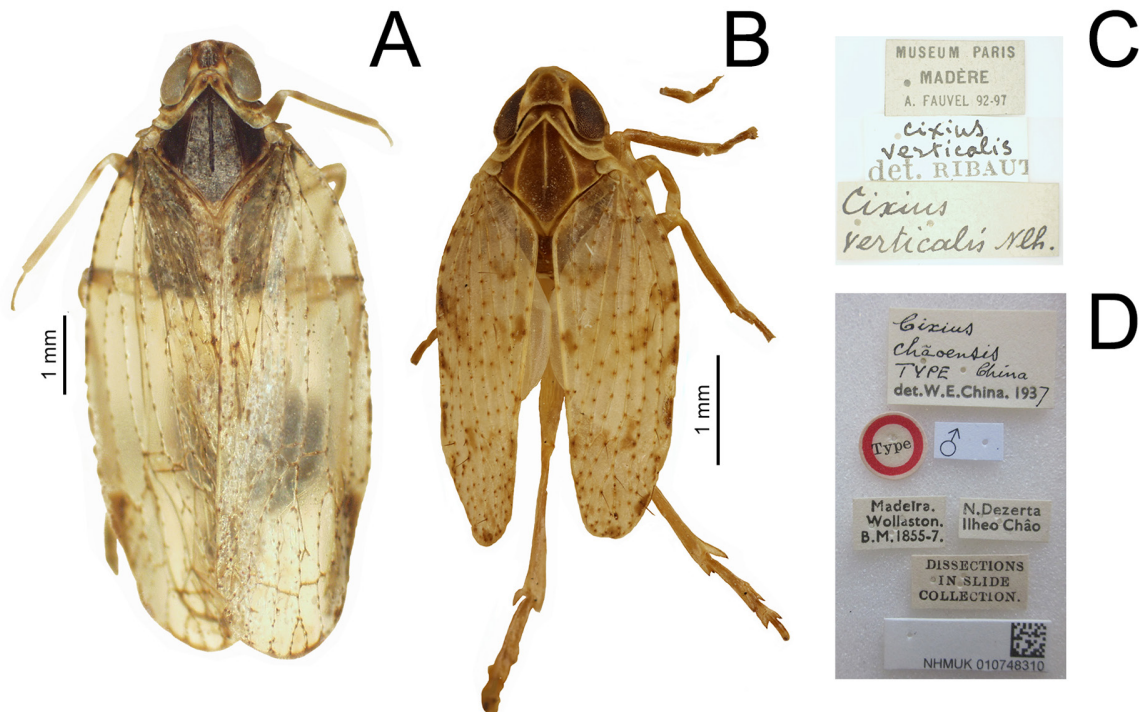 A
B
C
D
1 mm
1 mm
MUSEUM PARIS
MADÈRE
A. FAUVEL 92-97
cixius
verticalis
det. RIBAUT
Cixius
verticalis Nlh.
Cixius
chãoensis
TYPE China
det.W.E.China. 1937
Type
♂
Madeira.
Wollaston.
B.M.1855-7.
N.Dezerta
Ilheo Châo
DISSECTIONS
IN SLIDE
COLLECTION.
NHMUK 010748310